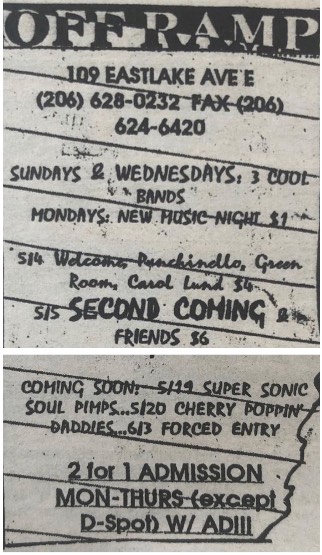 OFF RAMP
109 EASTLAKE AVE E
(206) 628-0232 FAX (206)
624-6420
SUNDAYS & WEDNESDAYS: 3 COOL
BANDS
MONDAYS: NEW MUSIC NIGHT $1
5/4 Welcome, Punchindllo, Green
Room, Carol Lund $4
5/5 SECOND COMING &
FRIENDS $6
COMING SOON: 5/19 SUPER SONIC
SOUL PIMPS...5/20 CHERRY POPPIN'
DADDIES...6/3 FORCED ENTRY
2 for 1 ADMISSION
MON-THURS (except
D-Spot) W/ AD!!!